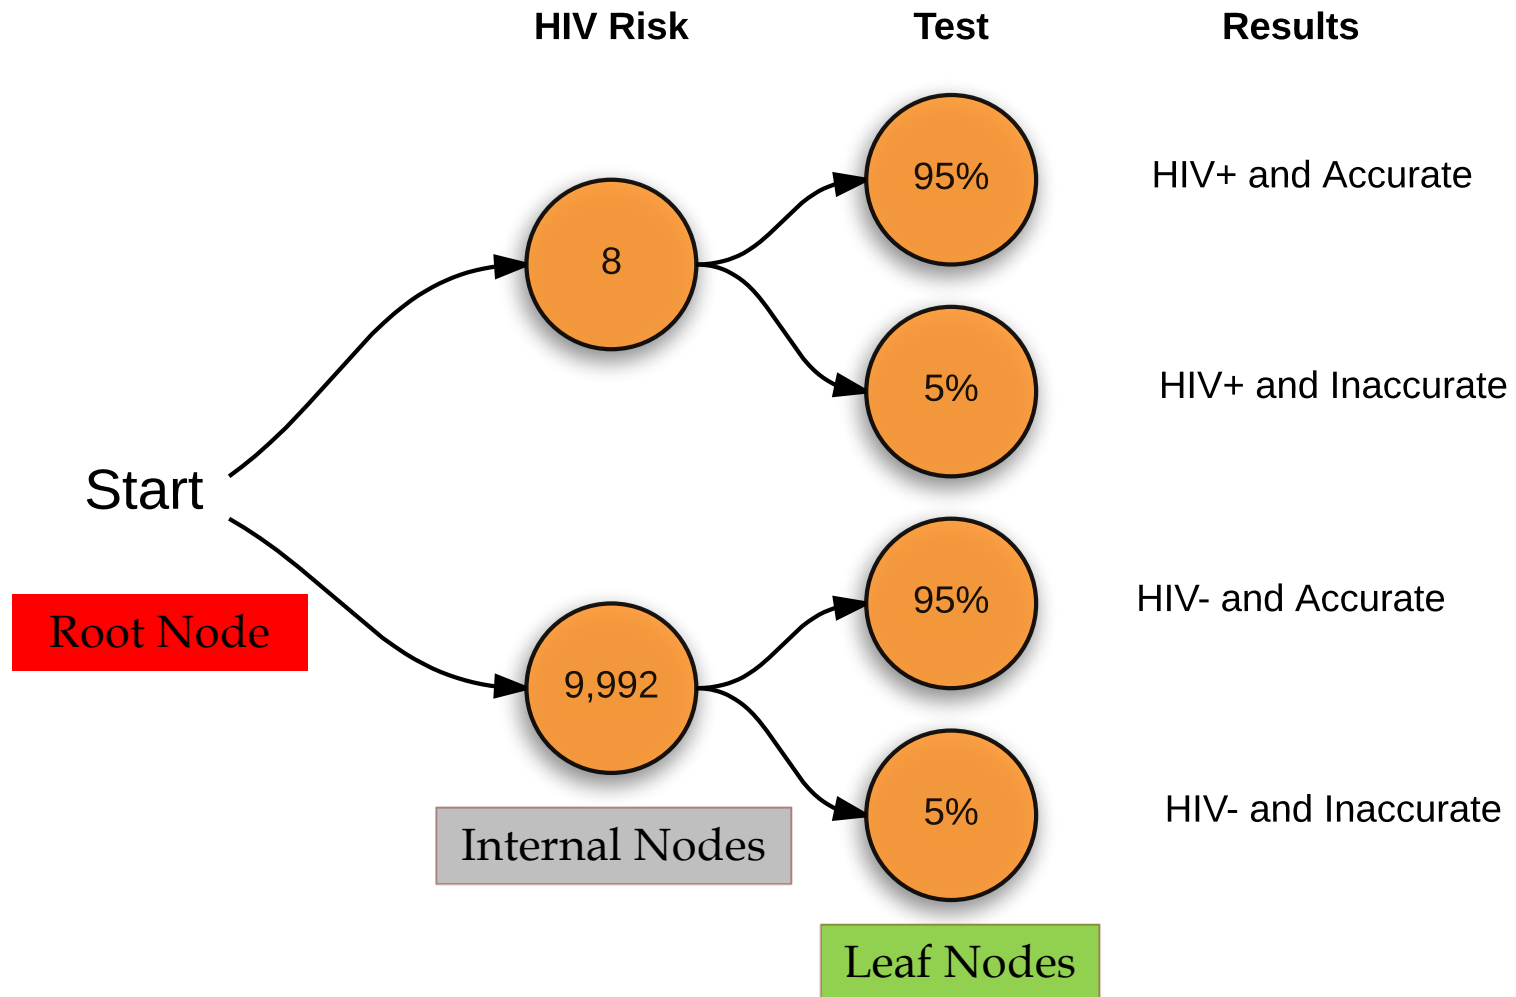 HIV Risk
Test
Results
95%
HIV+ and Accurate
8
5%
HIV+ and Inaccurate
Start
95%
HIV- and Accurate
Root Node
9,992
5%
HIV- and Inaccurate
Internal Nodes
Leaf Nodes